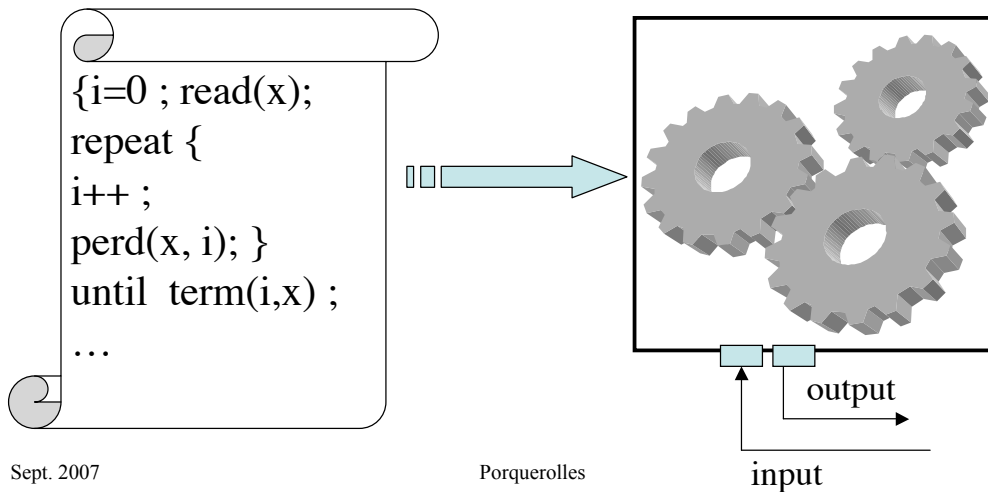 {i=0 ; read(x);
repeat {
i++ ;
perd(x, i); }
until term(i,x) ;
…
output
input
Sept. 2007
Porquerolles